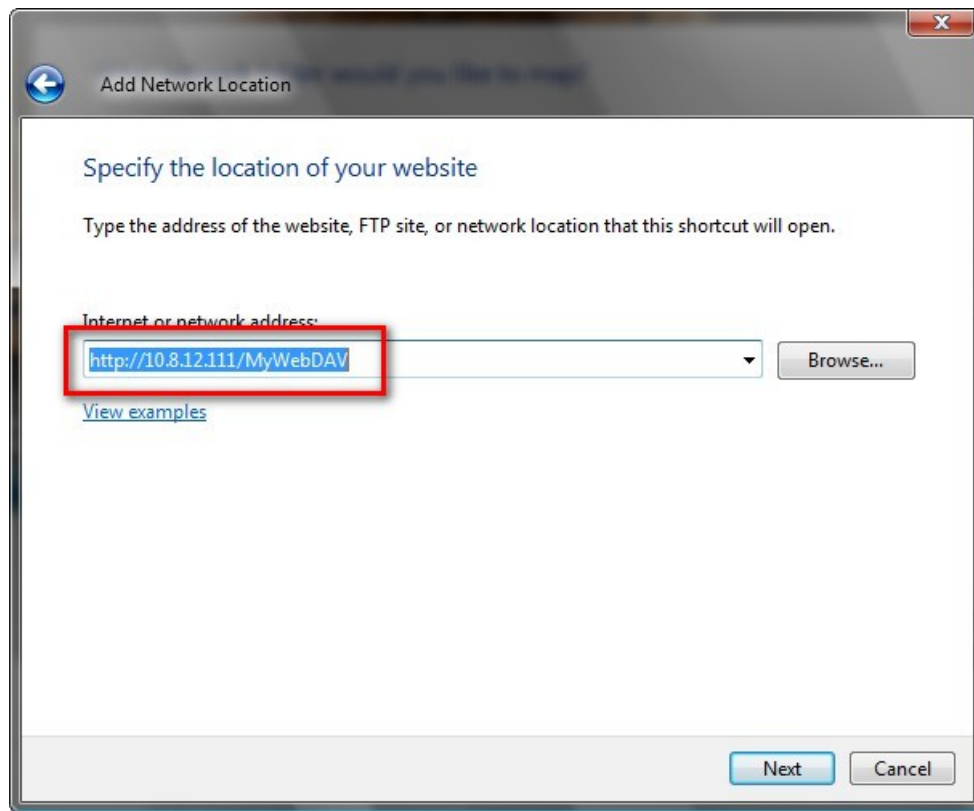 Add Network Location
Specify the location of your website
Type the address of the website, FTP site, or network location that this shortcut will open.
Internet or network address:
http://10.8.12.111/MyWebDAV
Browse...
View examples
Next
Cancel